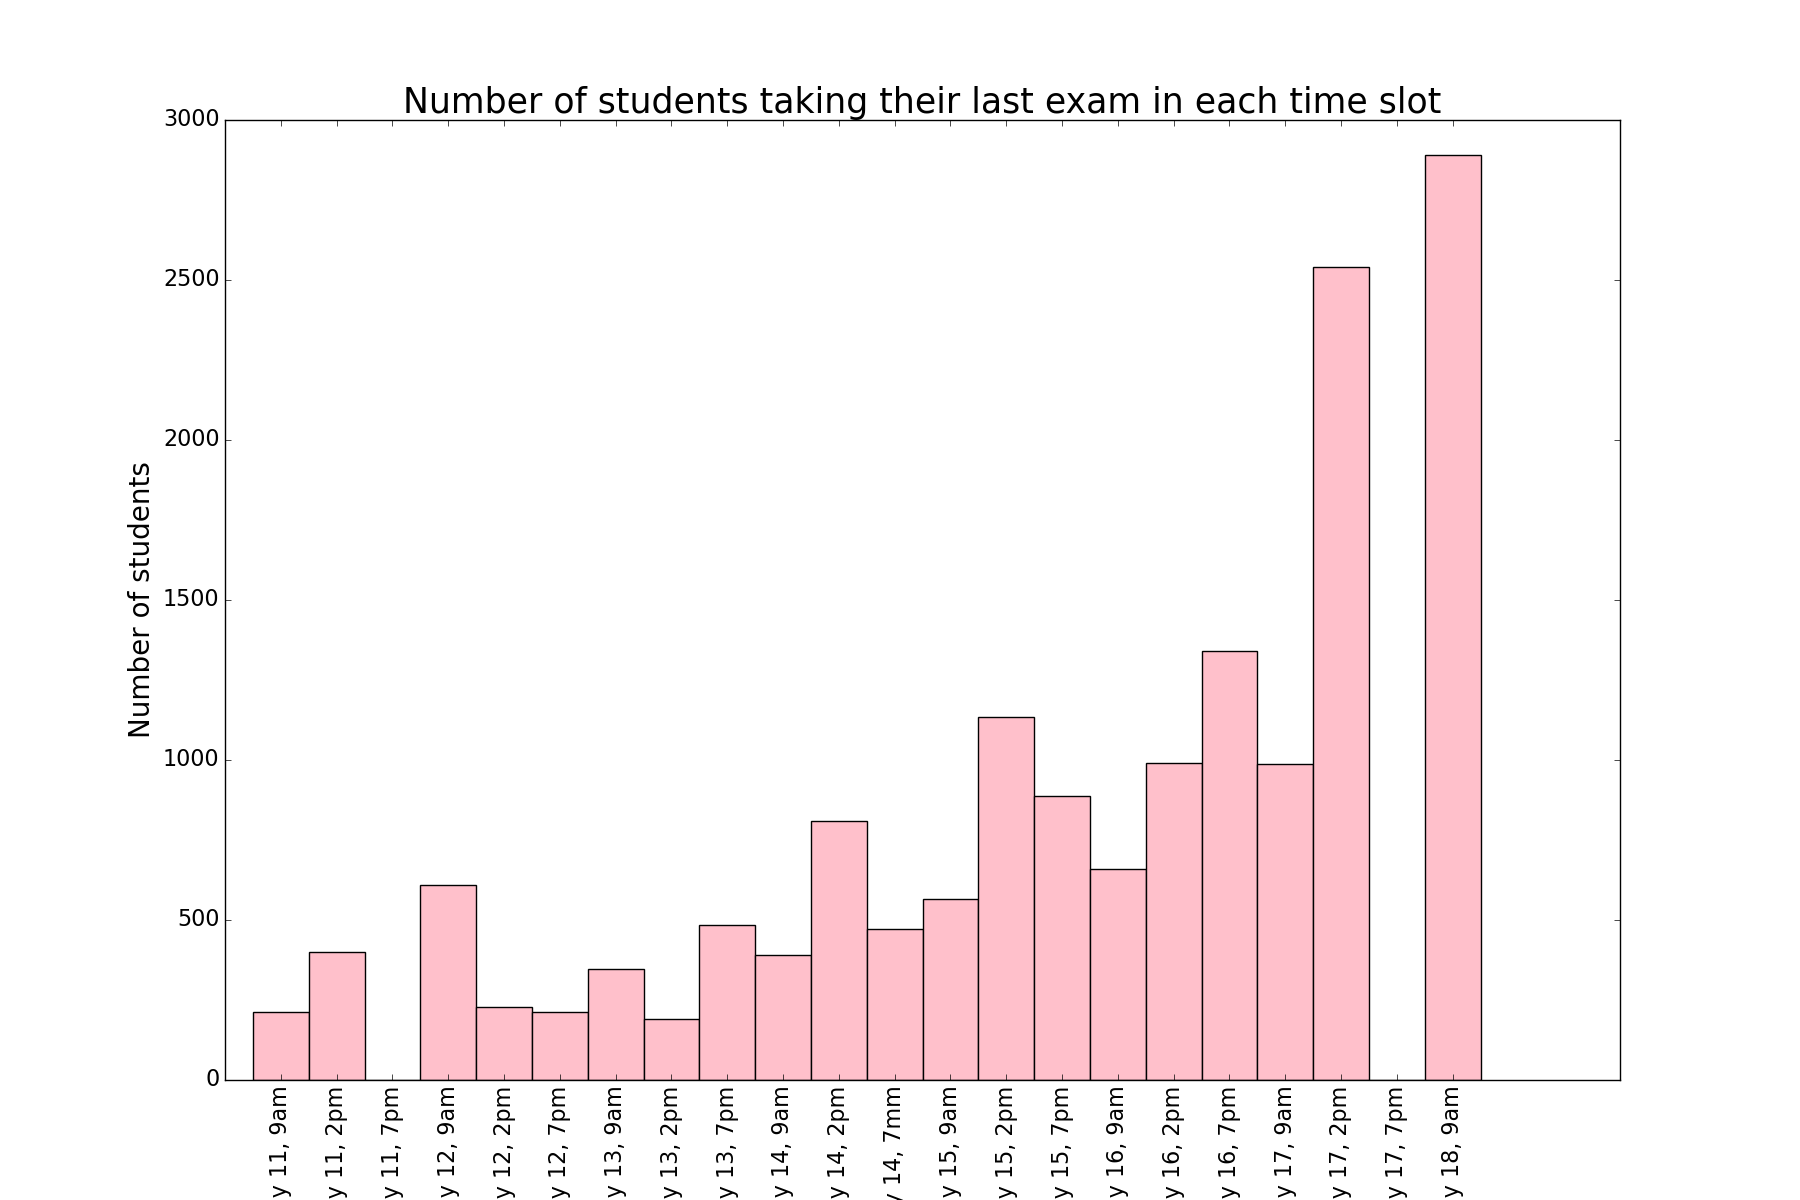 Number of students taking their last exam in each time slot
3000
2500
2000
1500
1000
500
0
Number of students
y 11, 9am
y 11, 2pm
y 11, 7pm
y 12, 9am
y 12, 2pm
y 12, 7pm
y 13, 9am
y 13, 2pm
y 13, 7pm
y 14, 9am
y 14, 2pm
y 14, 7mm
y 15, 9am
y 15, 2pm
y 15, 7pm
y 16, 9am
y 16, 2pm
y 16, 7pm
y 17, 9am
y 17, 2pm
y 17, 7pm
y 18, 9am